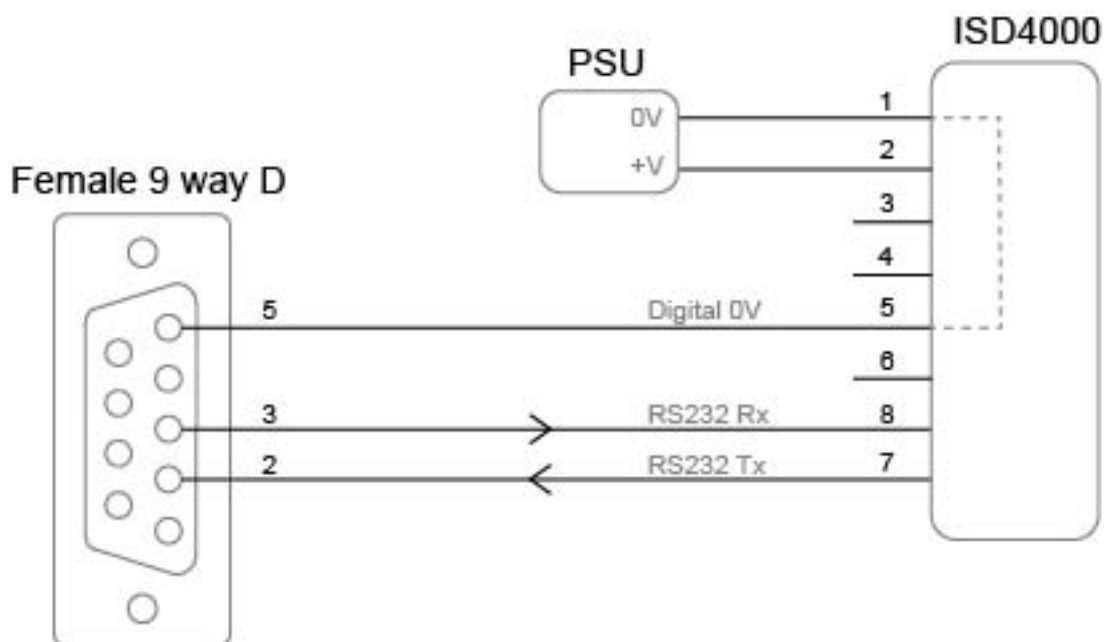 ISD4000
PSU
0V
+V
1
2
3
4
Female 9 way D
5
Digital 0V
5
6
3
RS232 Rx
8
2
RS232 Tx
7